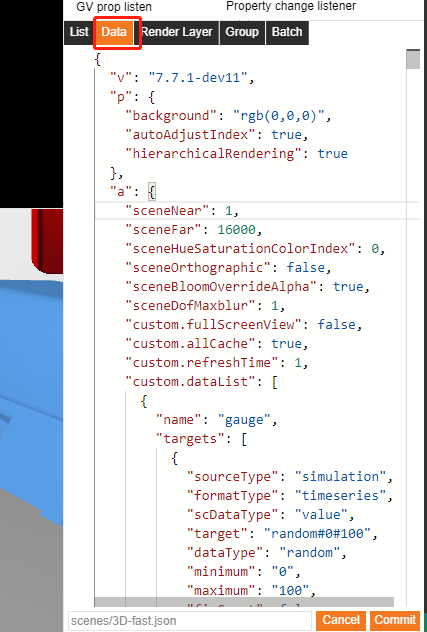 GV prop listen Property change listener
List Data Render Layer Group Batch
{
"v": "7.7.1-dev11",
"p": {
"background": "rgb(0,0,0)",
"autoAdjustIndex": true,
"hierarchicalRendering": true
},
"a": {
"sceneNear": 1,
"sceneFar": 16000,
"sceneHueSaturationColorIndex": 0,
"sceneOrthographic": false,
"sceneBloomOverrideAlpha": true,
"sceneDofMaxblur": 1,
"custom.fullScreenView": false,
"custom.allCache": true,
"custom.refreshTime": 1,
"custom.dataList": [
{
"name": "gauge",
"targets": [
{
"sourceType": "simulation",
"formatType": "timeseries",
"scDataType": "value",
"target": "random#0#100",
"dataType": "random",
"minimum": "0",
"maximum": "100",
scenes/3D-fast.json Cancel Commit